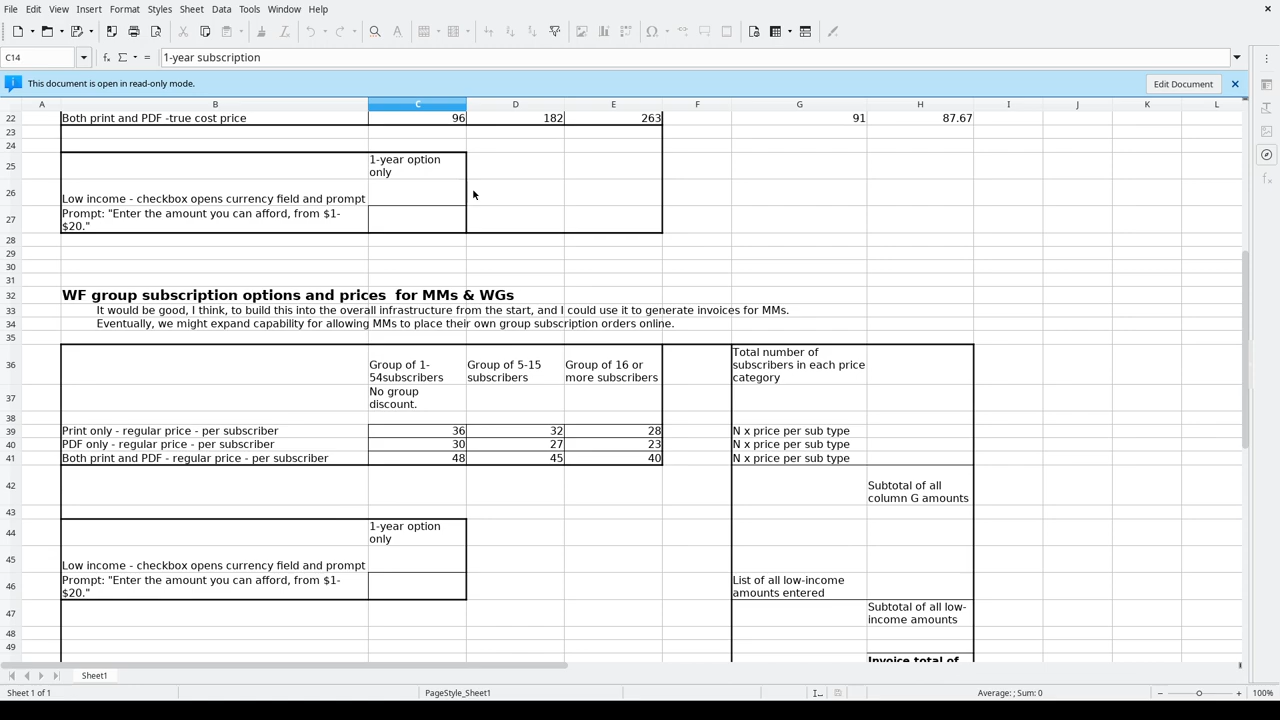 File Edit View Insert Format Styles Sheet Data Tools Window Help
C14 1-year subscription
This document is open in read-only mode. Edit Document
A B C D E F G H I J K L
22 Both print and PDF -true cost price 96 182 263 91 87.67
23
24
25 1-year option only
26 Low income - checkbox opens currency field and prompt
27 Prompt: "Enter the amount you can afford, from $1-
$20."
28
29
30
31
32 WF group subscription options and prices for MMs & WGs
33 It would be good, I think, to build this into the overall infrastructure from the start, and I could use it to generate invoices for MMs.
34 Eventually, we might expand capability for allowing MMs to place their own group subscription orders online.
35
36 Group of 1-
54subscribers
Group of 5-15
subscribers
Group of 16 or
more subscribers
Total number of
subscribers in each price
category
37 No group
discount.
38
39 Print only - regular price - per subscriber 36 32 28 N x price per sub type
40 PDF only - regular price - per subscriber 30 27 23 N x price per sub type
41 Both print and PDF - regular price - per subscriber 48 45 40 N x price per sub type
42 Subtotal of all
column G amounts
43
44 1-year option
only
45 Low income - checkbox opens currency field and prompt
46 Prompt: "Enter the amount you can afford, from $1-
$20."
List of all low-income
amounts entered
47 Subtotal of all low-
income amounts
48
49
Invoice total of
Sheet1
Sheet 1 of 1 PageStyle_Sheet1 Average: ; Sum: 0 100%